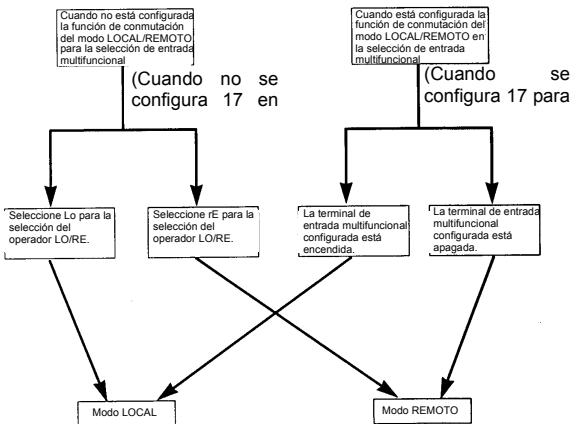 Cuando no está configurada
la función de conmutación
del modo LOCAL/REMOTO
para la selección de entrada
multifuncional
(Cuando no se
configura 17 en
Cuando está configurada la
función de conmutación del
modo LOCAL/REMOTO en
la selección de entrada
multifuncional
(Cuando se
configura 17 para
Seleccione Lo para la
selección del
operador LO/RE.
Seleccione rE para la
selección del
operador LO/RE.
La terminal de
entrada multifuncional
configurada está
encendida.
La terminal de entrada
multifuncional
configurada está
apagada.
Modo LOCAL
Modo REMOTO